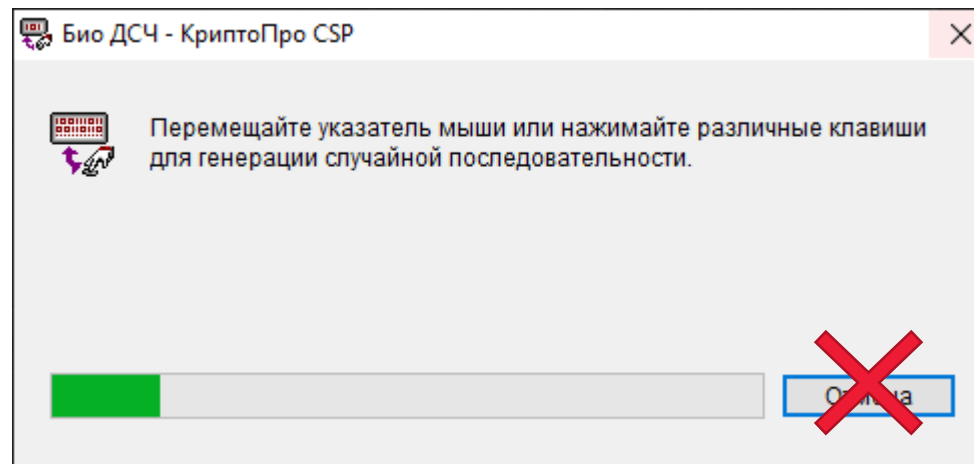 Био ДСЧ - КриптоПро CSP
Перемещайте указатель мыши или нажимайте различные клавиши
для генерации случайной последовательности.